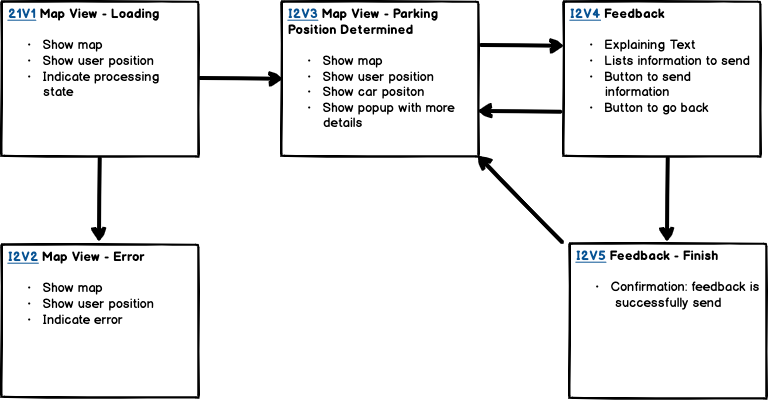 21V1 Map View - Loading
· Show map
· Show user position
· Indicate processing
state
I2V3 Map View - Parking
Position Determined
· Show map
· Show user position
· Show car positon
· Show popup with more
details
I2V4 Feedback
· Explaining Text
· Lists information to send
· Button to send
information
· Button to go back
I2V2 Map View - Error
· Show map
· Show user position
· Indicate error
I2V5 Feedback - Finish
· Confirmation: feedback is
successfully send